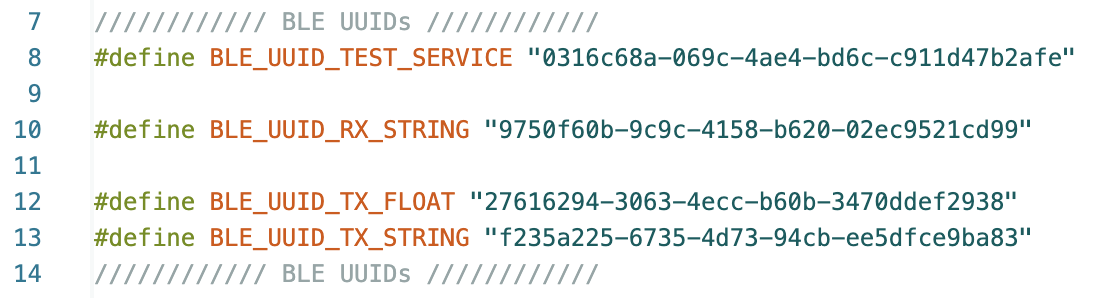 7 //////////// BLE UUIDs ////////////
8 #define BLE_UUID_TEST_SERVICE "0316c68a-069c-4ae4-bd6c-c911d47b2afe"
9
10 #define BLE_UUID_RX_STRING "9750f60b-9c9c-4158-b620-02ec9521cd99"
11
12 #define BLE_UUID_TX_FLOAT "27616294-3063-4ecc-b60b-3470ddef2938"
13 #define BLE_UUID_TX_STRING "f235a225-6735-4d73-94cb-ee5dfce9ba83"
14 //////////// BLE UUIDs ////////////